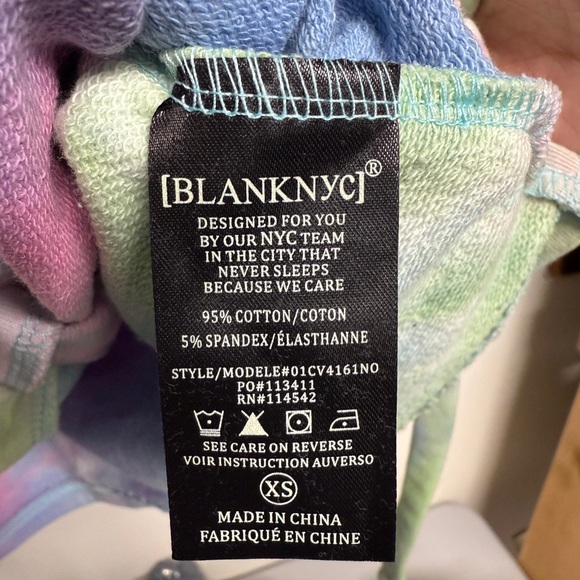 [BLANKNYC]®
DESIGNED FOR YOU
BY OUR NYC TEAM
IN THE CITY THAT
NEVER SLEEPS
BECAUSE WE CARE
95% COTTON/COTON
5% SPANDEX/ÉLASTHANNE
STYLE/MODELE#01CV4161NO
PO#113411
RN#114542
SEE CARE ON REVERSE
VOIR INSTRUCTION AUVERSO
XS
MADE IN CHINA
FABRIQUÉ EN CHINE